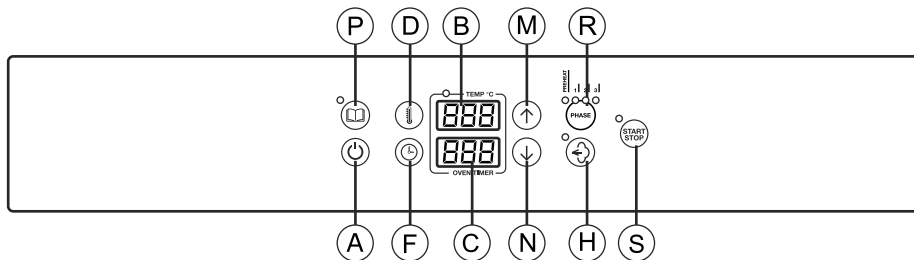 P D B M R
PREHEAT 1 2 3
TEMP °C
888
PHASE
START
STOP
888
OVEN TIMER
A F C N H S